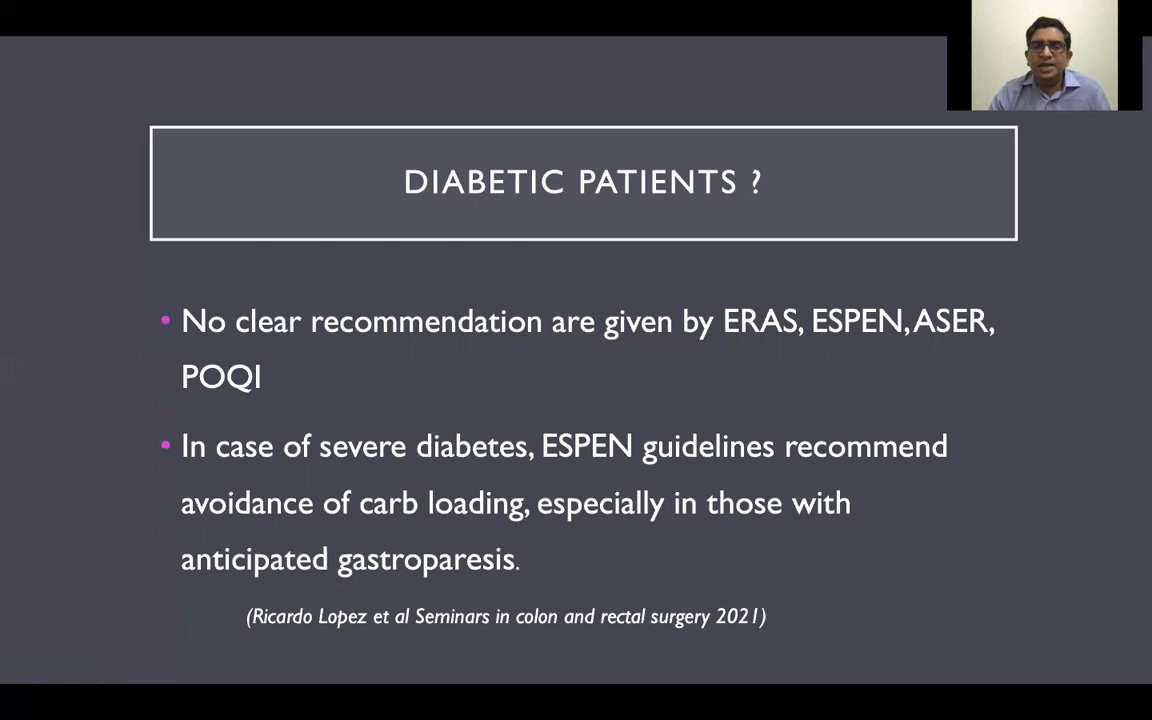 DIABETIC PATIENTS ?
• No clear recommendation are given by ERAS, ESPEN, ASER,
POQI
• In case of severe diabetes, ESPEN guidelines recommend
avoidance of carb loading, especially in those with
anticipated gastroparesis.
(Ricardo Lopez et al Seminars in colon and rectal surgery 2021)